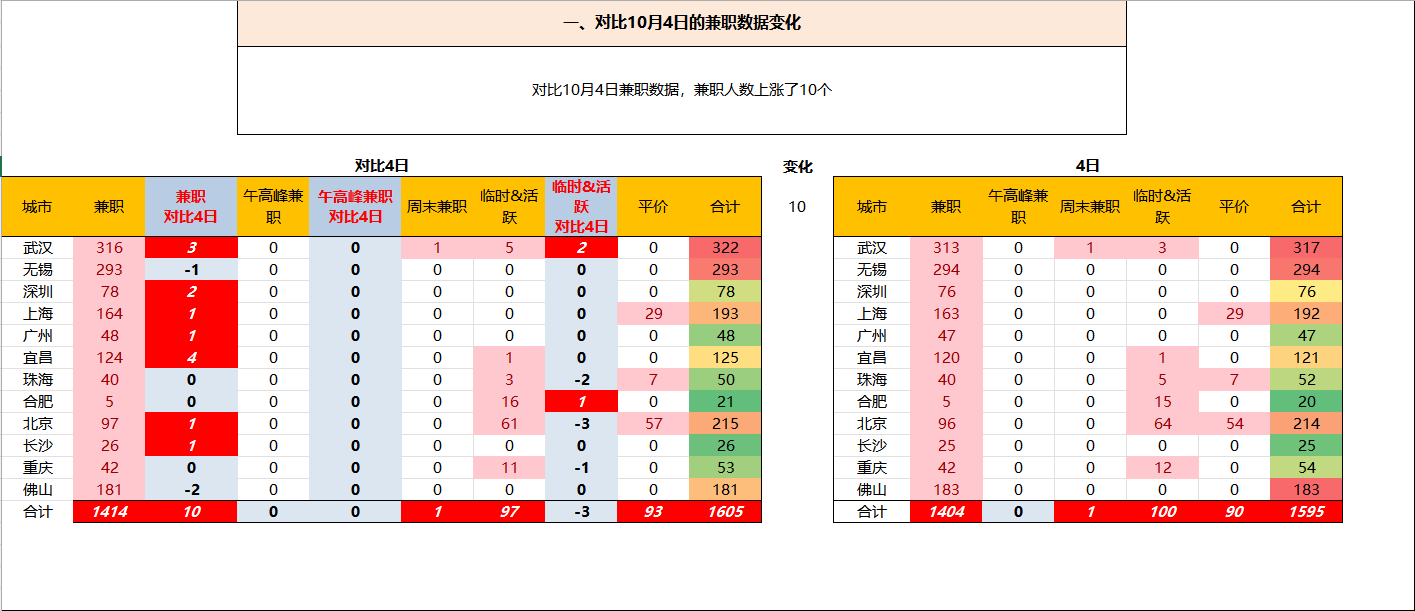 一、对比10月4日的兼职数据变化
对比10月4日兼职数据，兼职人数上涨了10个
对比4日 变化 4日
城市 兼职 兼职 对比4日 午高峰兼职 午高峰兼职 对比4日 周末兼职 临时&活跃 临时&活跃 对比4日 平价 合计 10 城市 兼职 午高峰兼职 周末兼职 临时&活跃 平价 合计
武汉 316 3 0 0 1 5 2 0 322 武汉 313 0 1 3 0 317
无锡 293 -1 0 0 0 0 0 0 293 无锡 294 0 0 0 0 294
深圳 78 2 0 0 0 0 0 0 78 深圳 76 0 0 0 0 76
上海 164 1 0 0 0 0 0 29 193 上海 163 0 0 0 29 192
广州 48 1 0 0 0 0 0 0 48 广州 47 0 0 0 0 47
宜昌 124 4 0 0 0 1 0 0 125 宜昌 120 0 0 1 0 121
珠海 40 0 0 0 0 3 -2 7 50 珠海 40 0 0 5 7 52
合肥 5 0 0 0 0 16 1 0 21 合肥 5 0 0 15 0 20
北京 97 1 0 0 0 61 -3 57 215 北京 96 0 0 64 54 214
长沙 26 1 0 0 0 0 0 0 26 长沙 25 0 0 0 0 25
重庆 42 0 0 0 0 11 -1 0 53 重庆 42 0 0 12 0 54
佛山 181 -2 0 0 0 0 0 0 181 佛山 183 0 0 0 0 183
合计 1414 10 0 0 1 97 -3 93 1605 合计 1404 0 1 100 90 1595